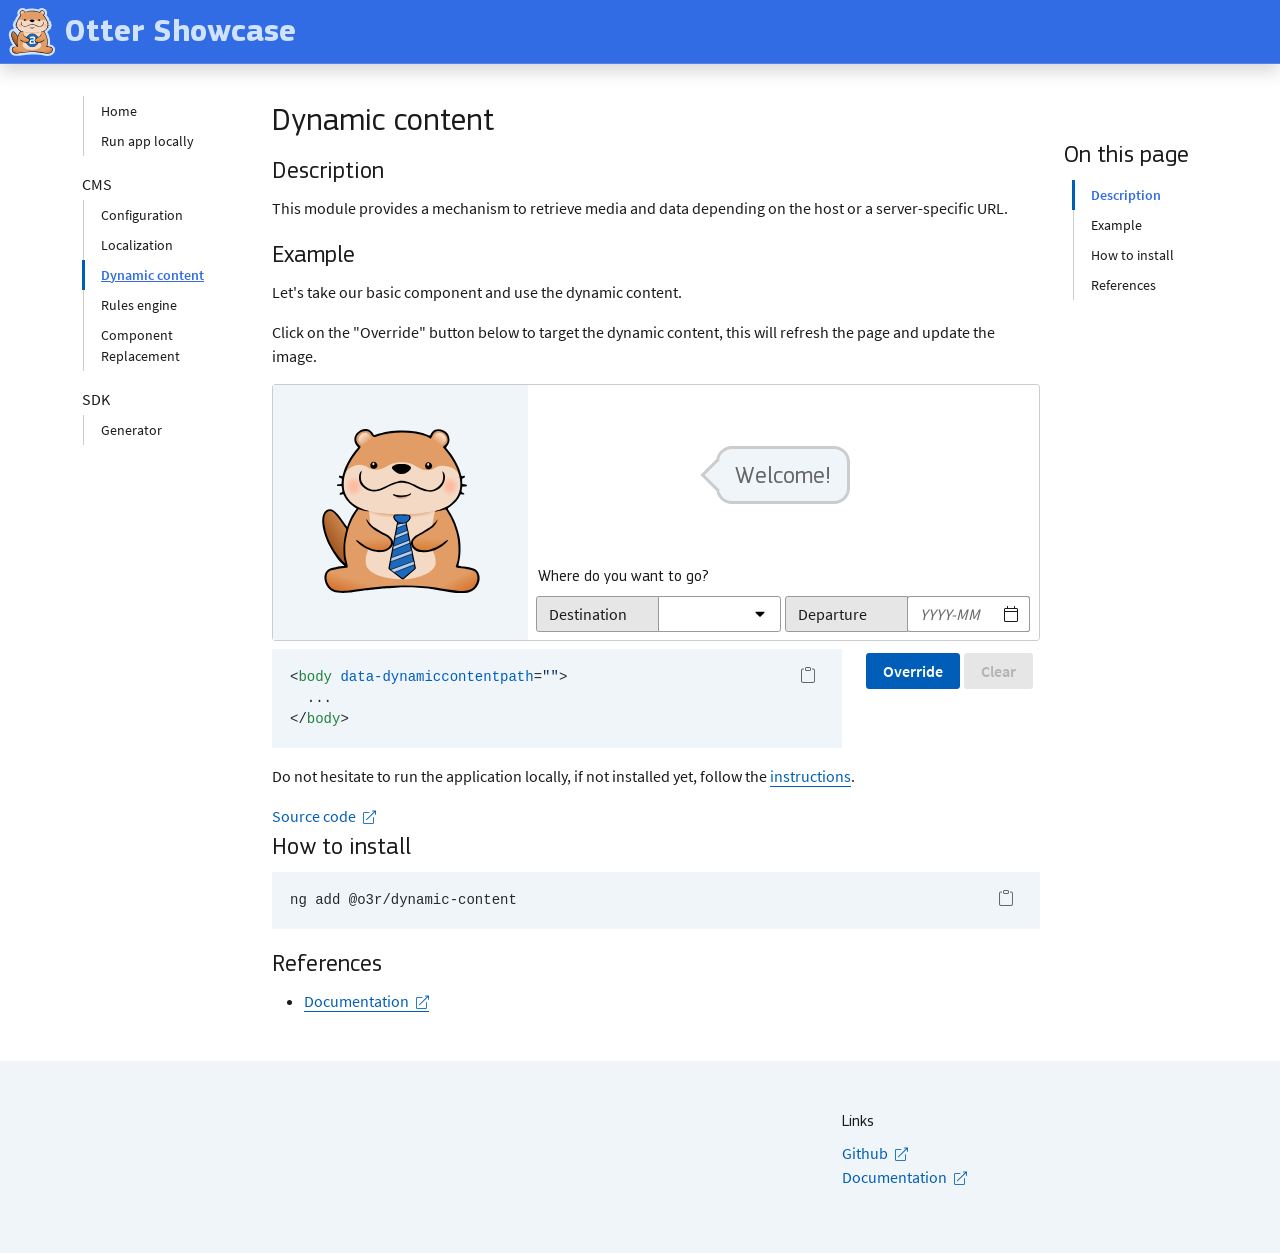 Otter Showcase
Home
Run app locally
CMS
Configuration
Localization
Dynamic content
Rules engine
Component
Replacement
SDK
Generator
Dynamic content
Description
This module provides a mechanism to retrieve media and data depending on the host or a server-specific URL.
Example
Let's take our basic component and use the dynamic content.
Click on the "Override" button below to target the dynamic content, this will refresh the page and update the
image.
Welcome!
Where do you want to go?
Destination
Departure
YYYY-MM
<body data-dynamiccontentpath="">
  ...
</body>
Override
Clear
Do not hesitate to run the application locally, if not installed yet, follow the instructions.
Source code
How to install
ng add @o3r/dynamic-content
References
Documentation
On this page
Description
Example
How to install
References
Links
Github
Documentation